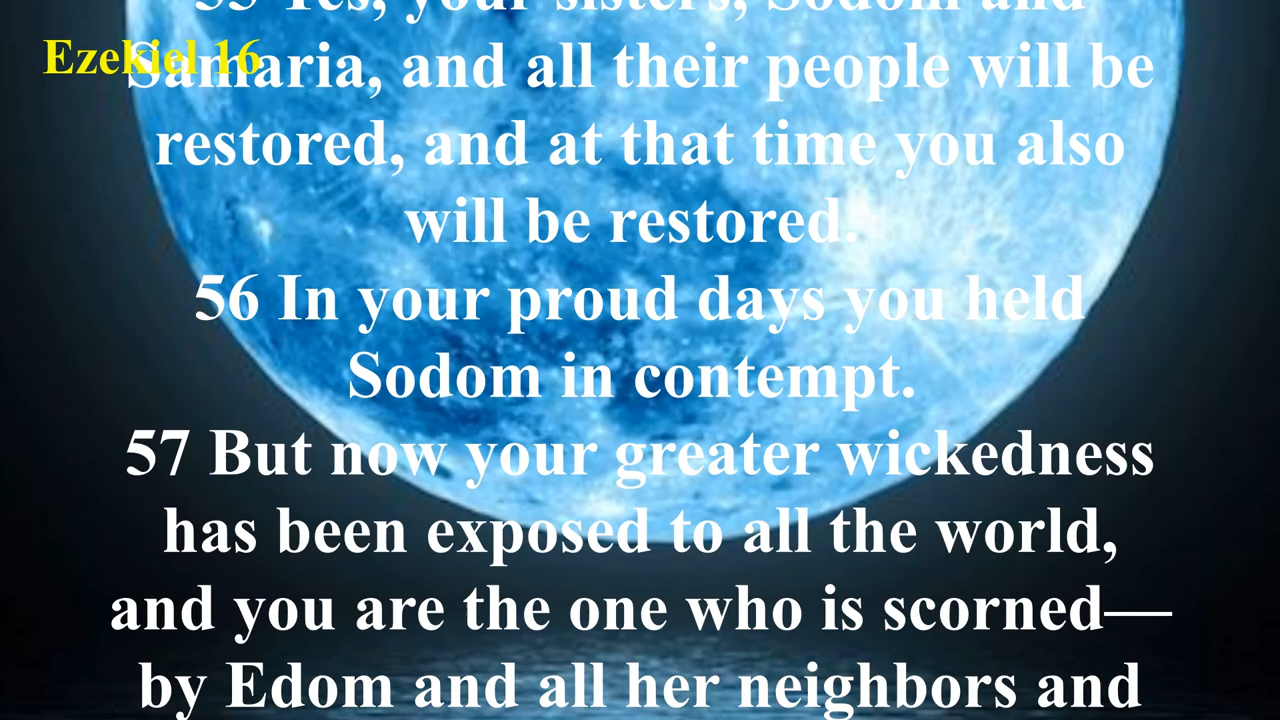 55 Yes, your sisters, Sodom and
Ezekiel 16
Samaria, and all their people will be
restored, and at that time you also
will be restored.
56 In your proud days you held
Sodom in contempt.
57 But now your greater wickedness
has been exposed to all the world,
and you are the one who is scorned—
by Edom and all her neighbors and